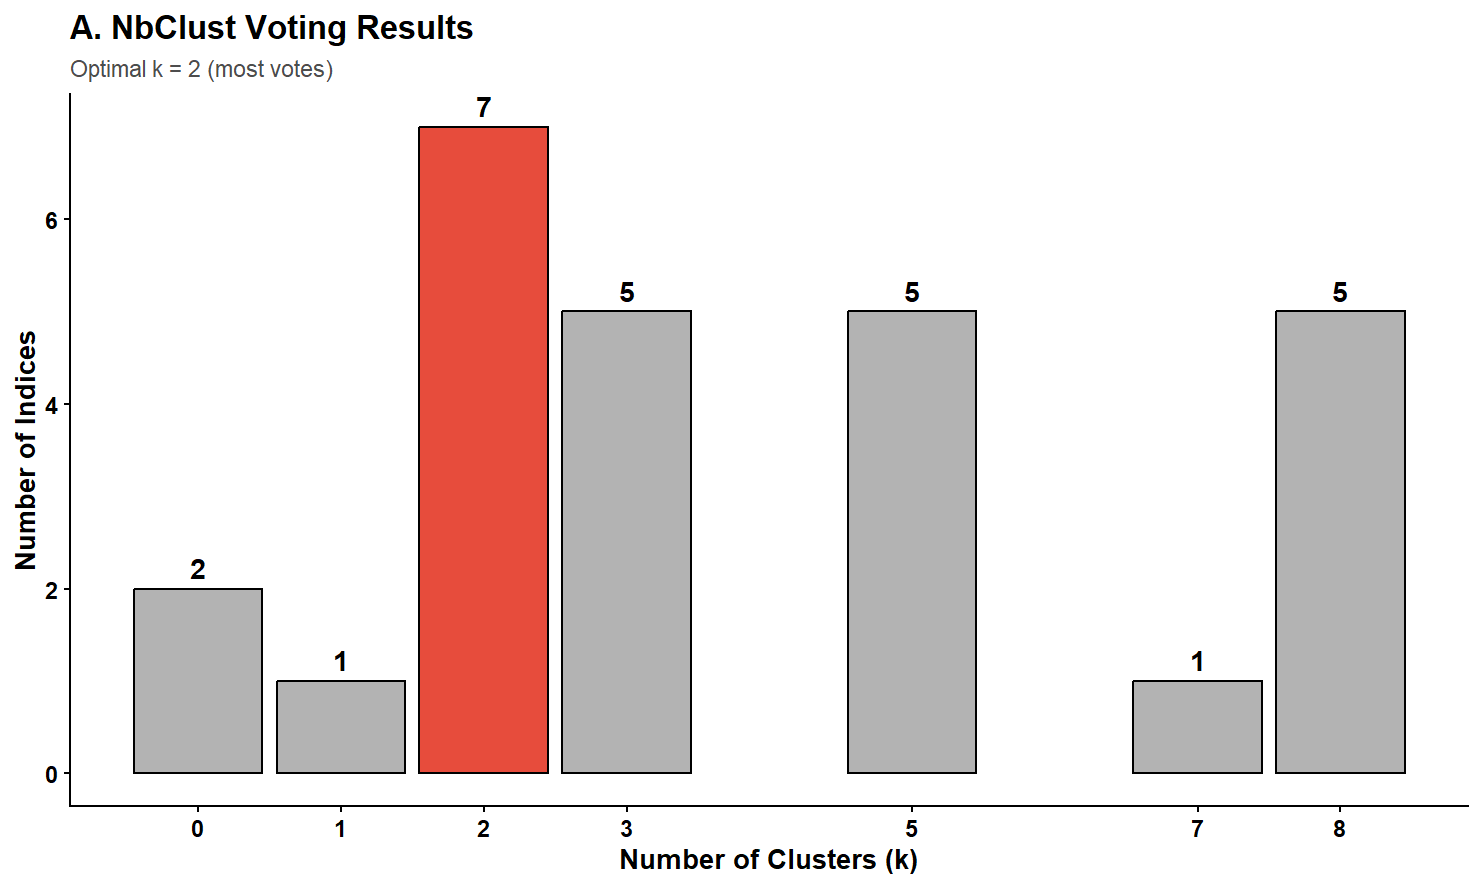 A. NbClust Voting Results
Optimal k = 2 (most votes)
7
5
5
5
2
1
1
6
4
2
0
Number of Indices
0 1 2 3 5 7 8
Number of Clusters (k)